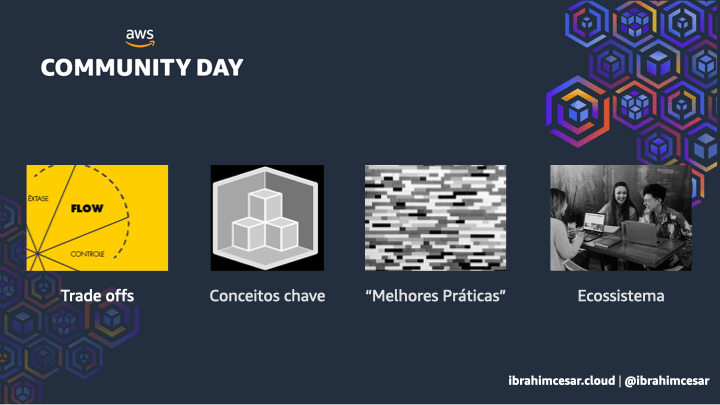 aws
COMMUNITY DAY
ÊXTASE
FLOW
CONTROLE
Trade offs
Conceitos chave
“Melhores Práticas”
Ecossistema
ibrahimcesar.cloud | @ibrahimcesar